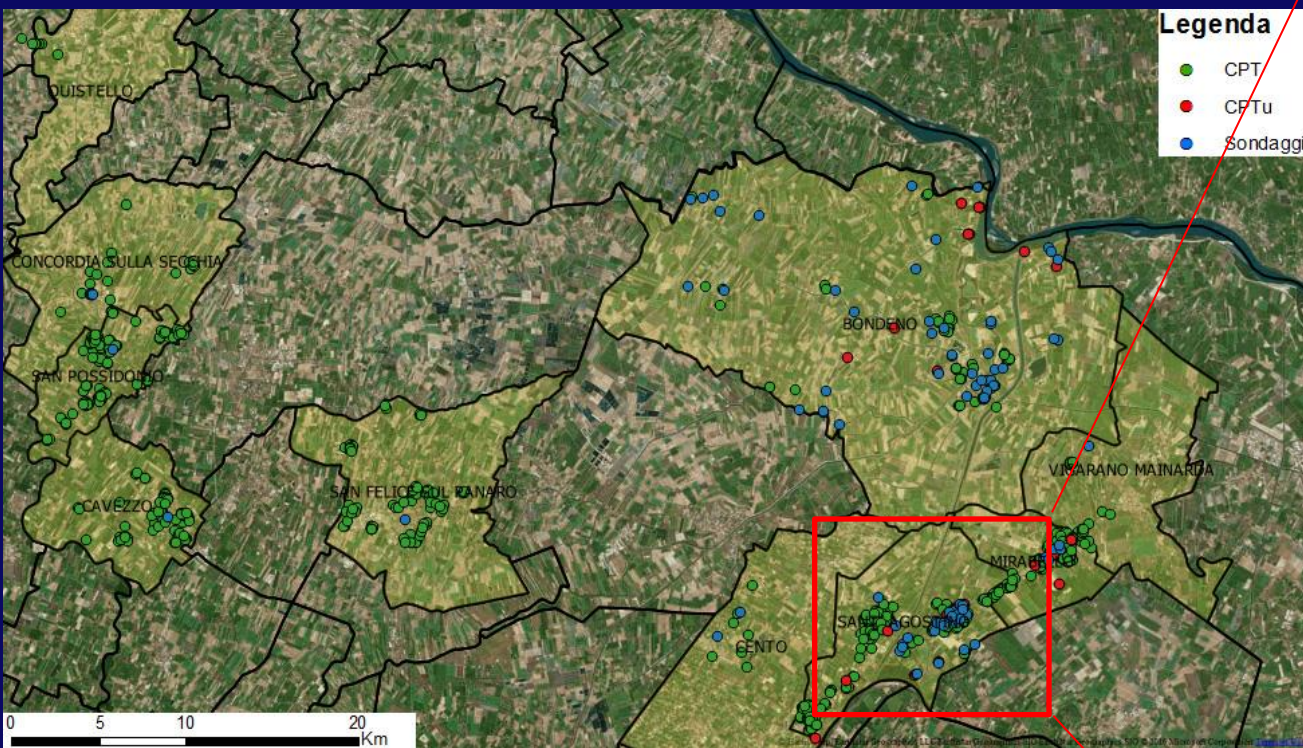 Legenda
CPT
CPTu
Sondaggi
QUISTELLO
CONCORDIA SULLA SECCHIA
BONDENO
SAN POSSIDONIO
VIGARANO MAINARDA
SAN FELICE SUL PANARO
CAVEZZO
MIRABELLO
SANT'AGOSTINO
CENTO
0 5 10 20
Km